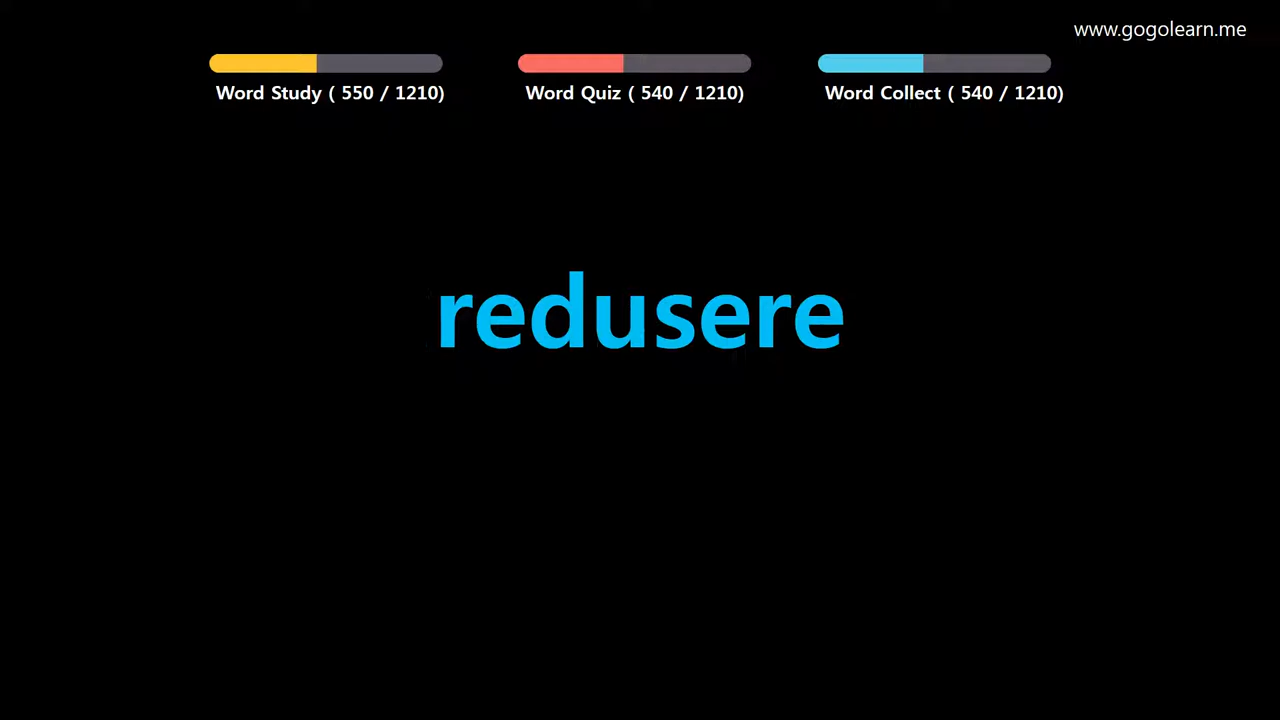 www.gogolearn.me
Word Study ( 550 / 1210)
Word Quiz ( 540 / 1210)
Word Collect ( 540 / 1210)
redusere